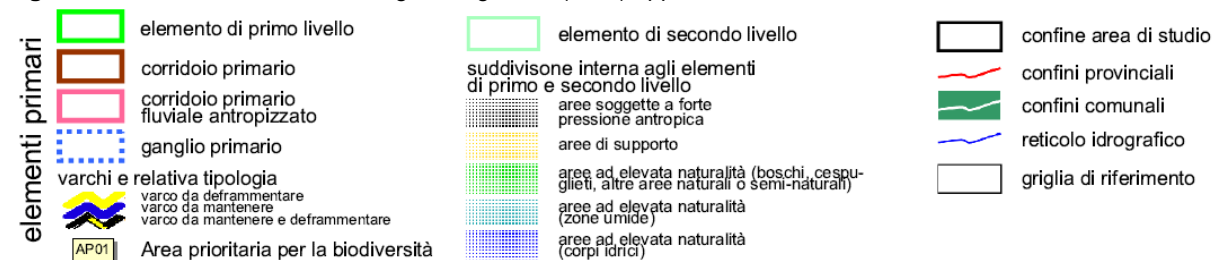 elementi primari
elemento di primo livello
corridoio primario
corridoio primario
fluviale antropizzato
ganglio primario
varchi e relativa tipologia
varco da deframmentare
varco da mantenere
varco da mantenere e deframmentare
AP01
Area prioritaria per la biodiversità
elemento di secondo livello
suddivisone interna agli elementi
di primo e secondo livello
aree soggette a forte
pressione antropica
aree di supporto
aree ad elevata naturalità (boschi, cespu-
glieti, altre aree naturali o semi-naturali)
aree ad elevata naturalità
(zone umide)
aree ad elevata naturalità
(corpi idrici)
confine area di studio
confini provinciali
confini comunali
reticolo idrografico
griglia di riferimento